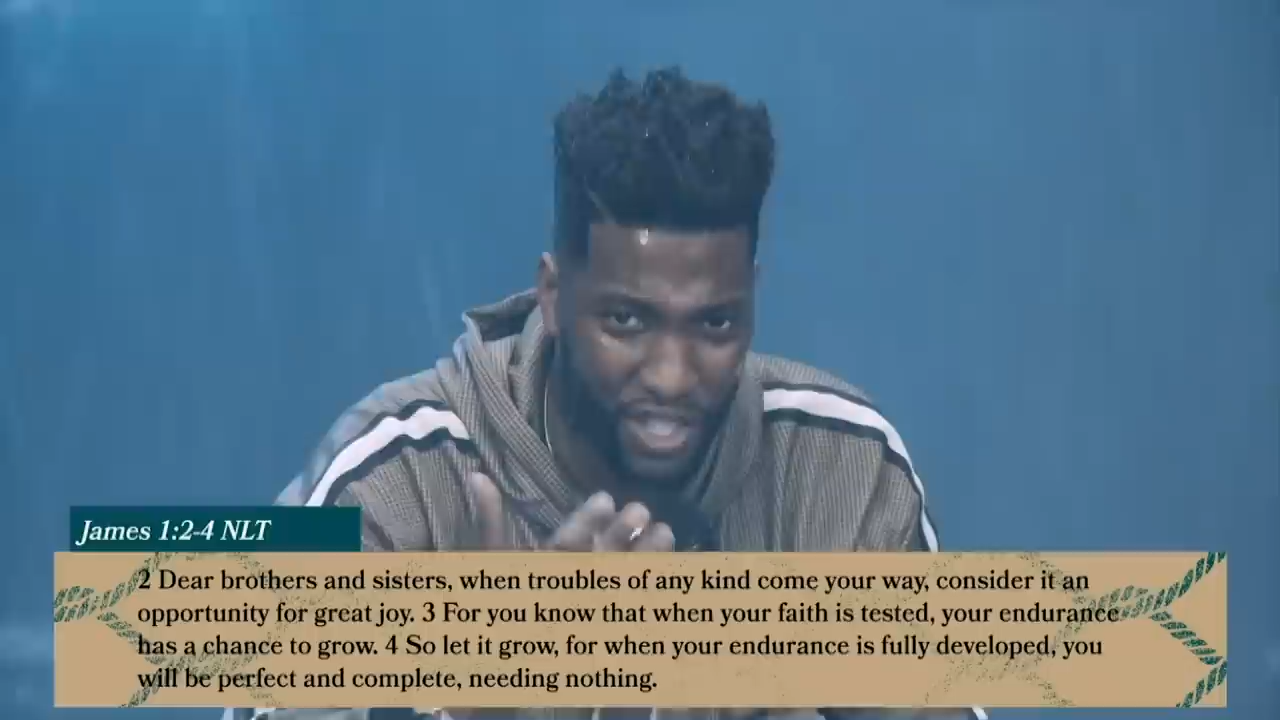 James 1:2-4 NLT
2 Dear brothers and sisters, when troubles of any kind come your way, consider it an
opportunity for great joy. 3 For you know that when your faith is tested, your endurance
has a chance to grow. 4 So let it grow, for when your endurance is fully developed, you
will be perfect and complete, needing nothing.